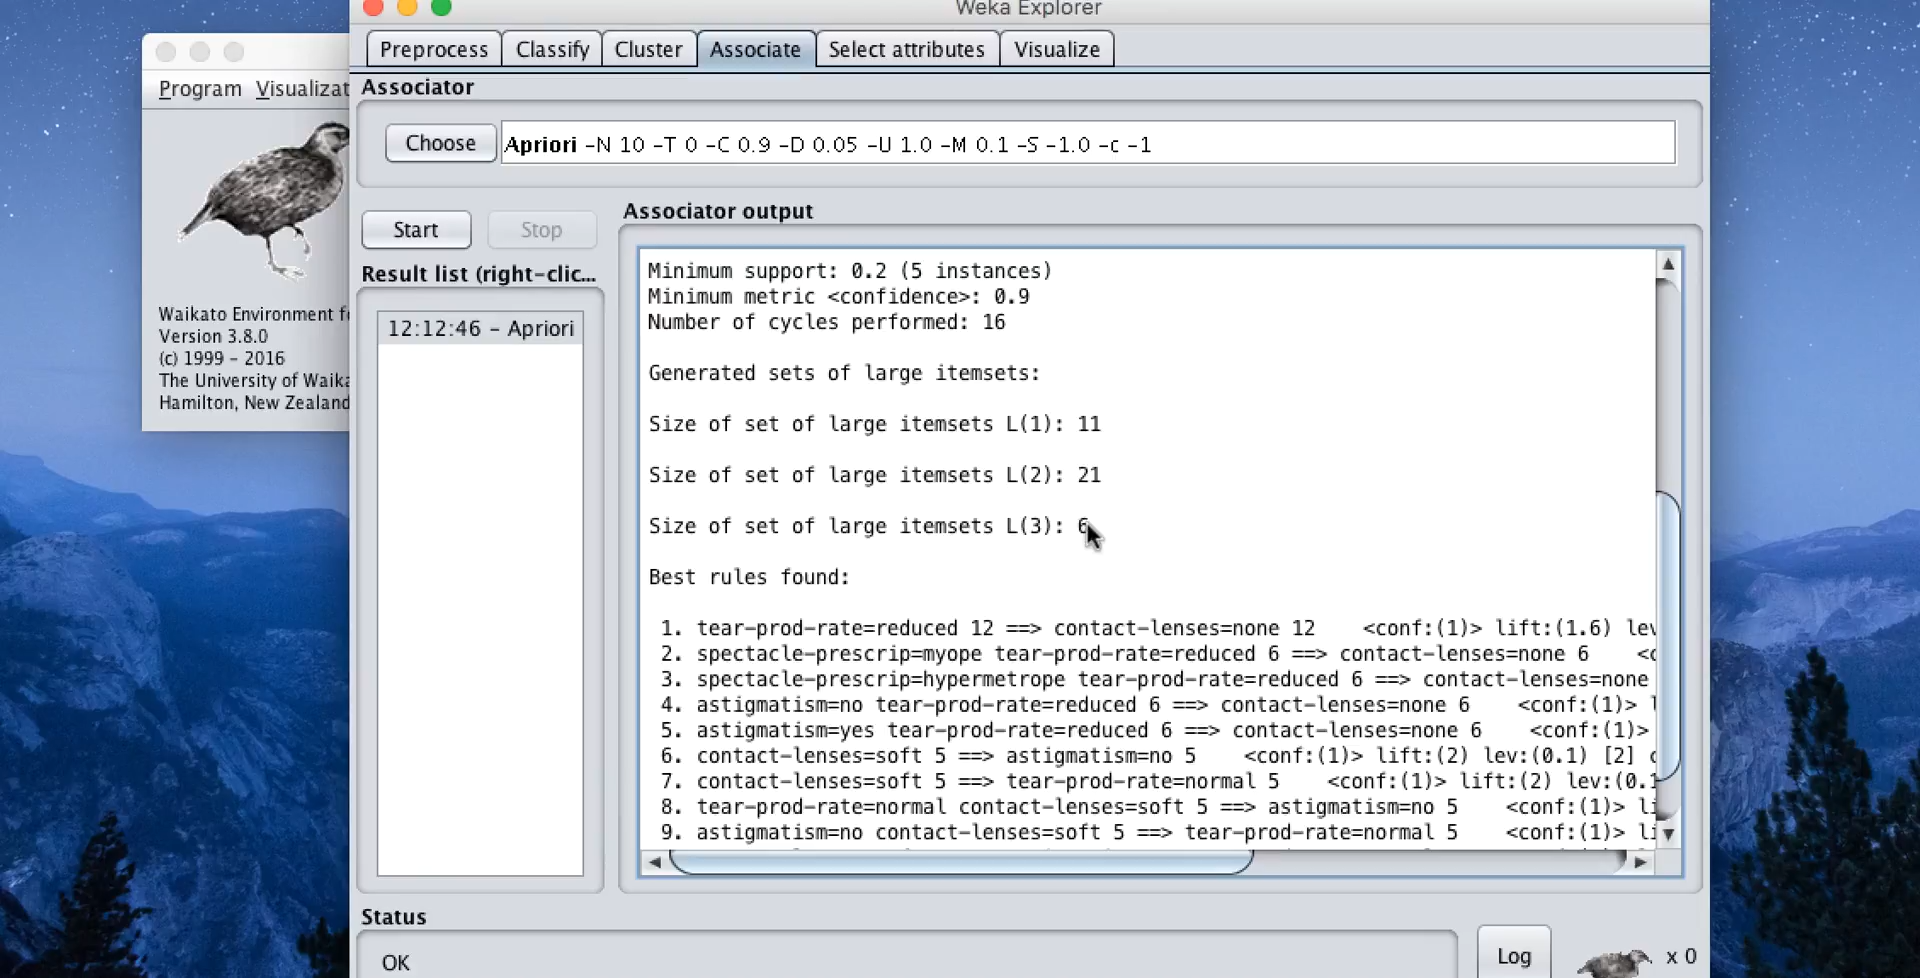 Weka Explorer
Program Visualizat
Waikato Environment f
Version 3.8.0
(c) 1999 - 2016
The University of Waika
Hamilton, New Zealand
Preprocess Classify Cluster Associate Select attributes Visualize
Associator
Choose Apriori -N 10 -T 0 -C 0.9 -D 0.05 -U 1.0 -M 0.1 -S -1.0 -c -1
Start Stop
Result list (right-clic...
12:12:46 - Apriori
Associator output
Minimum support: 0.2 (5 instances)
Minimum metric <confidence>: 0.9
Number of cycles performed: 16
Generated sets of large itemsets:
Size of set of large itemsets L(1): 11
Size of set of large itemsets L(2): 21
Size of set of large itemsets L(3): 6
Best rules found:
1. tear-prod-rate=reduced 12 ==> contact-lenses=none 12 <conf:(1)> lift:(1.6) lev
2. spectacle-prescrip=myope tear-prod-rate=reduced 6 ==> contact-lenses=none 6 <c
3. spectacle-prescrip=hypermetrope tear-prod-rate=reduced 6 ==> contact-lenses=none
4. astigmatism=no tear-prod-rate=reduced 6 ==> contact-lenses=none 6 <conf:(1)> l
5. astigmatism=yes tear-prod-rate=reduced 6 ==> contact-lenses=none 6 <conf:(1)>
6. contact-lenses=soft 5 ==> astigmatism=no 5 <conf:(1)> lift:(2) lev:(0.1) [2] c
7. contact-lenses=soft 5 ==> tear-prod-rate=normal 5 <conf:(1)> lift:(2) lev:(0.1
8. tear-prod-rate=normal contact-lenses=soft 5 ==> astigmatism=no 5 <conf:(1)> li
9. astigmatism=no contact-lenses=soft 5 ==> tear-prod-rate=normal 5 <conf:(1)> li
Status
OK
Log x 0